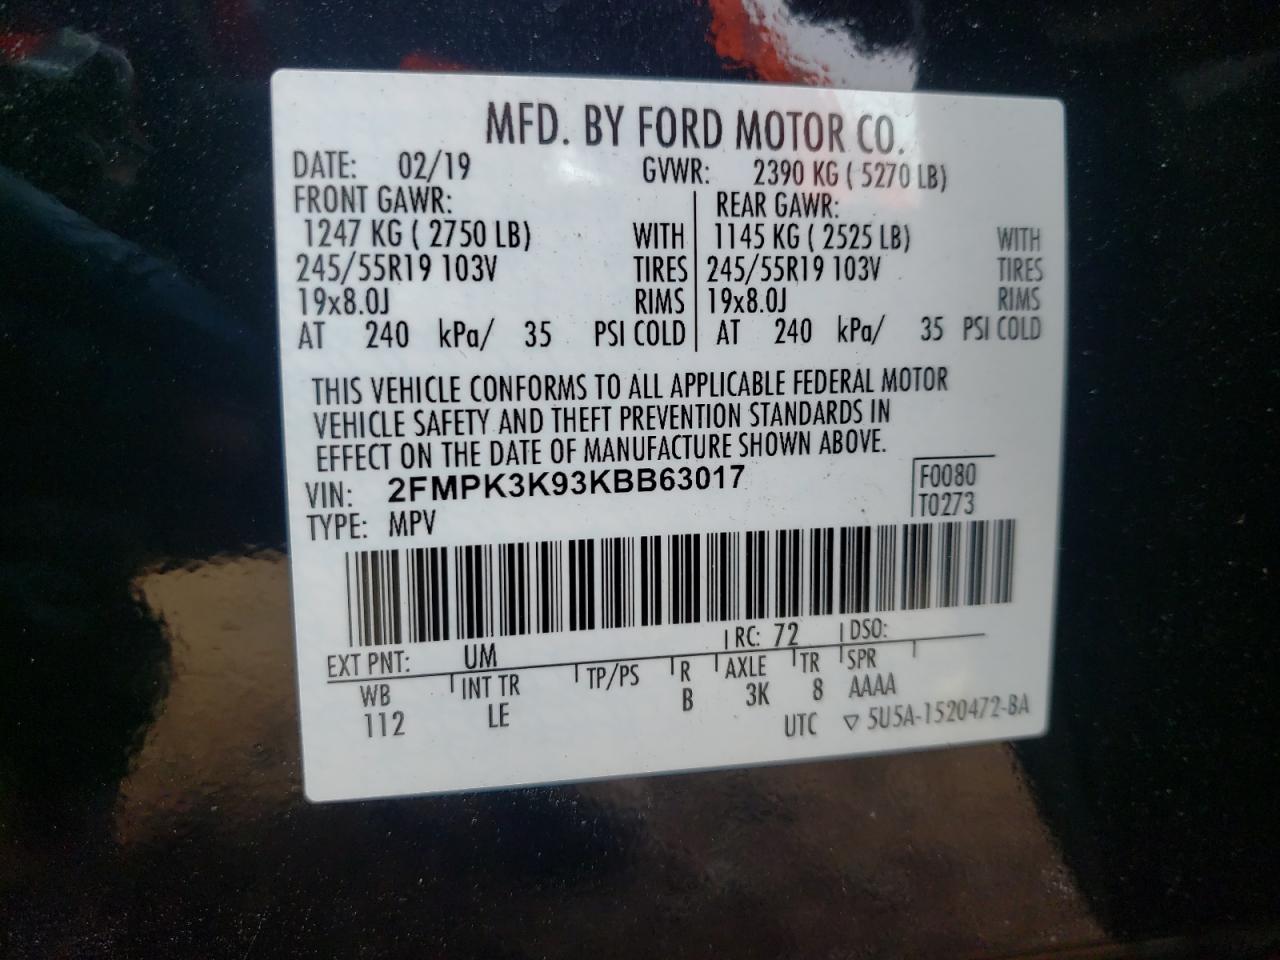 MFD. BY FORD MOTOR CO.
DATE: 02/19 GVWR: 2390 KG ( 5270 LB)
FRONT GAWR: REAR GAWR:
1247 KG ( 2750 LB) WITH 1145 KG ( 2525 LB) WITH
245/55R19 103V TIRES 245/55R19 103V TIRES
19x8.0J RIMS 19x8.0J RIMS
AT 240 kPa/ 35 PSI COLD AT 240 kPa/ 35 PSI COLD
THIS VEHICLE CONFORMS TO ALL APPLICABLE FEDERAL MOTOR
VEHICLE SAFETY AND THEFT PREVENTION STANDARDS IN
EFFECT ON THE DATE OF MANUFACTURE SHOWN ABOVE.
VIN: 2FMPK3K93KBB63017 F0080
TYPE: MPV T0273
EXT PNT: UM RC: 72 DSO:
WB INT TR TP/PS R AXLE TR SPR
112 LE B 3K 8 AAAA
UTC ▽ 5U5A-1520472-BA